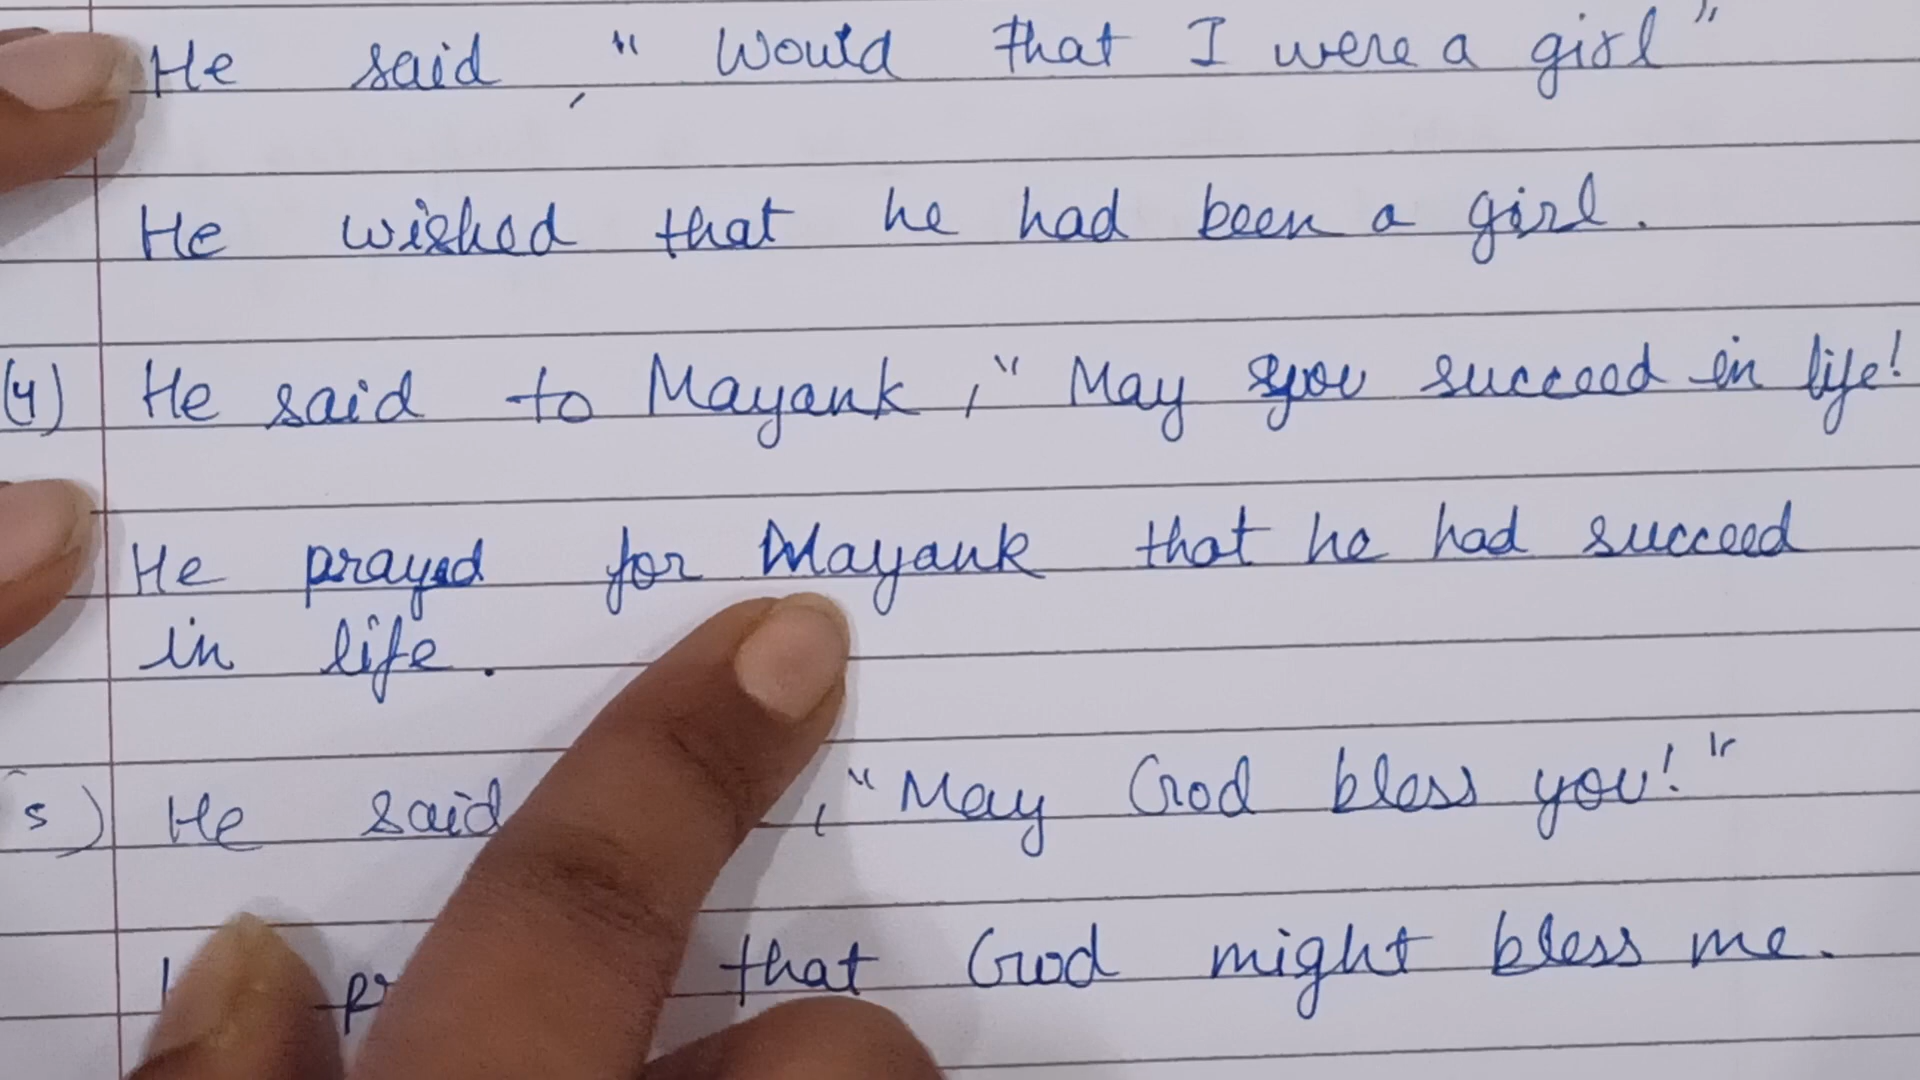 He said, " Would that I were a girl"
He wished that he had been a girl.
(4) He said to Mayank, " May you succeed in life!
He prayed for Mayank that he had succeed
in life.
5) He said , " May God bless you! "
that God might bless me.